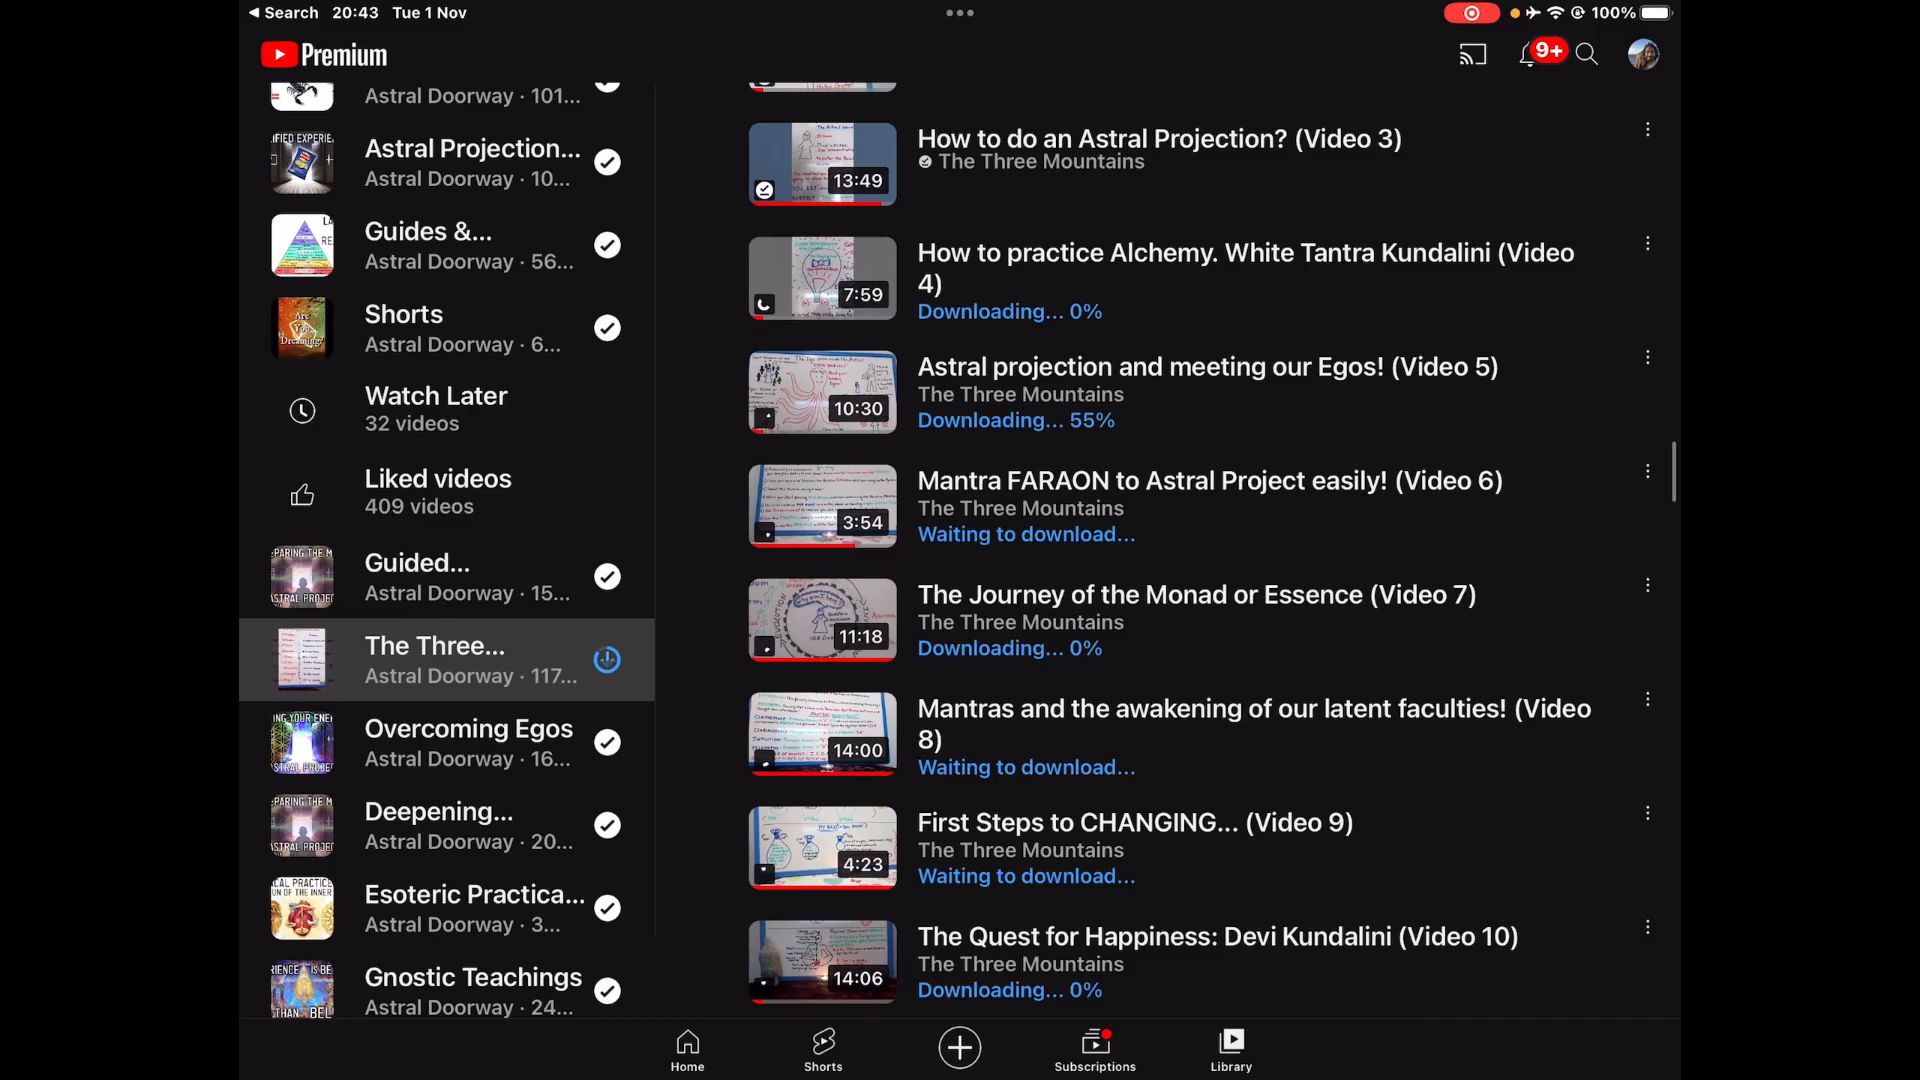 Search 20:43 Tue 1 Nov
100%
Premium
9+
Astral Doorway · 101...
Astral Projection...
Astral Doorway · 10...
Guides &...
Astral Doorway · 56...
Shorts
Astral Doorway · 6...
Watch Later
32 videos
Liked videos
409 videos
Guided...
Astral Doorway · 15...
The Three...
Astral Doorway · 117...
Overcoming Egos
Astral Doorway · 16...
Deepening...
Astral Doorway · 20...
Esoteric Practica...
Astral Doorway · 3...
Gnostic Teachings
Astral Doorway · 24...
How to do an Astral Projection? (Video 3)
The Three Mountains
13:49
How to practice Alchemy. White Tantra Kundalini (Video
4)
Downloading... 0%
7:59
Astral projection and meeting our Egos! (Video 5)
The Three Mountains
Downloading... 55%
10:30
Mantra FARAON to Astral Project easily! (Video 6)
The Three Mountains
Waiting to download...
3:54
The Journey of the Monad or Essence (Video 7)
The Three Mountains
Downloading... 0%
11:18
Mantras and the awakening of our latent faculties! (Video
8)
Waiting to download...
14:00
First Steps to CHANGING... (Video 9)
The Three Mountains
Waiting to download...
4:23
The Quest for Happiness: Devi Kundalini (Video 10)
The Three Mountains
Downloading... 0%
14:06
Home
Shorts
Subscriptions
Library